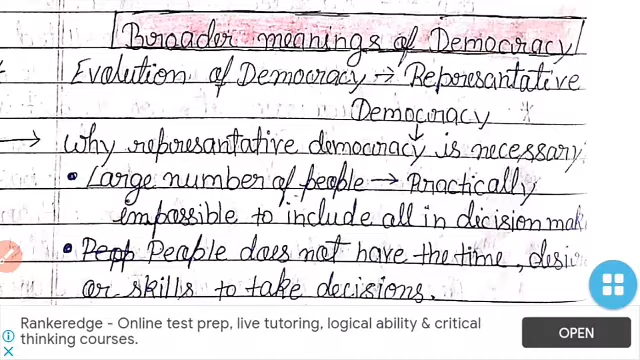 Broader meanings of Democracy
Evolution of Democracy → Represantative
Democracy
→ Why represantative democracy is necessary
• Large number of people → Practically
impossible to include all in decision mak
• People does not have the time, desire
or skills to take decisions.
Rankeredge - Online test prep, live tutoring, logical ability & critical
thinking courses.
OPEN